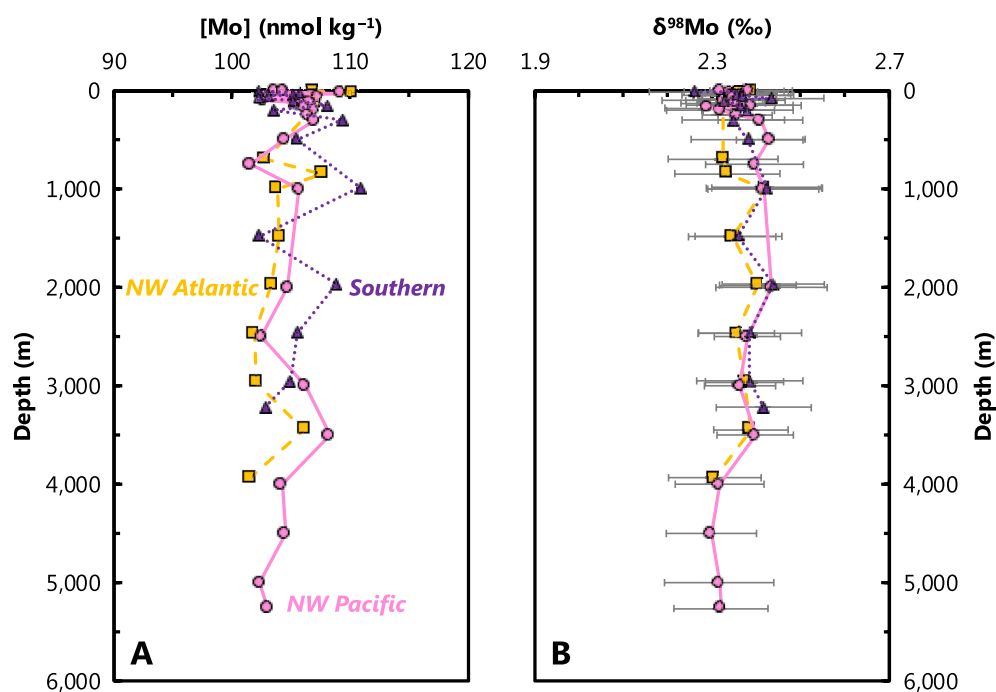 [Mo] (nmol kg⁻¹)
90 100 110 120
0
1,000
2,000
3,000
4,000
5,000
6,000
Depth (m)
NW Atlantic
Southern
NW Pacific
A
δ⁹⁸Mo (‰)
1.9 2.3 2.7
B
0
1,000
2,000
3,000
4,000
5,000
6,000
Depth (m)